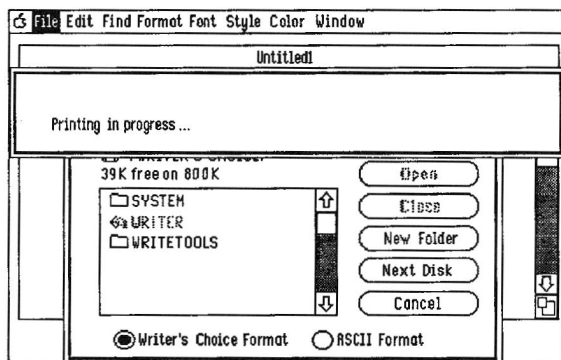 File Edit Find Format Font Style Color Window
Untitled1
Printing in progress ...
39K free on 800K
Open
SYSTEM
Close
WRITER
New Folder
WRITETOOLS
Next Disk
Cancel
Writer's Choice Format ASCII Format